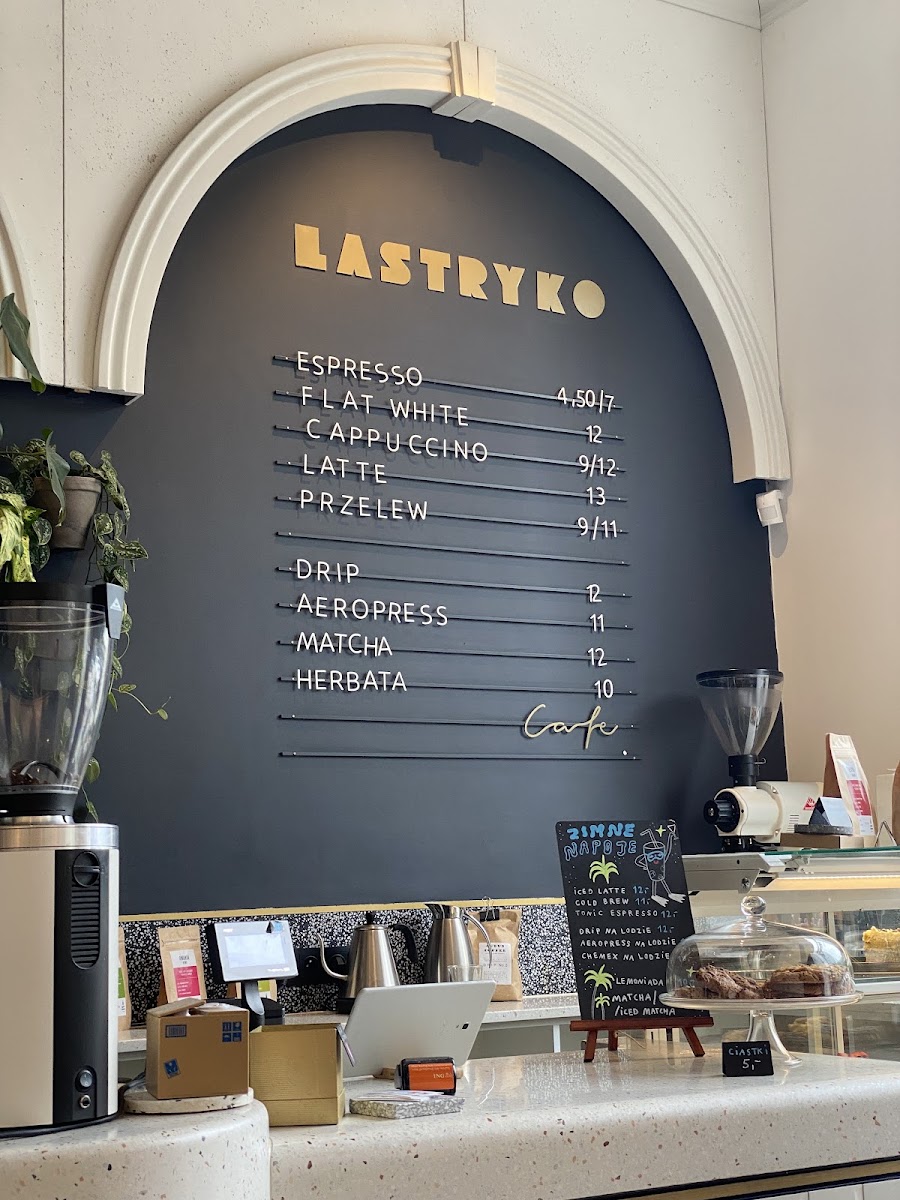 LASTRYKO
ESPRESSO 4,50/7
FLAT WHITE 12
CAPPUCCINO 9/12
LATTE 13
PRZELEW 9/11
DRIP 12
AEROPRESS 11
MATCHA 12
HERBATA 10
Cafe
ZIMNE
NAPOJE
ICED LATTE 12,-
COLD BREW 11,-
TONIC ESPRESSO 12,-
DRIP NA LODZIE
AEROPRESS NA LODZIE
CHEMEX NA LODZIE
LEMONIADA
MATCHA/
/ICED MATCHA
CIASTKI
5,-
ING